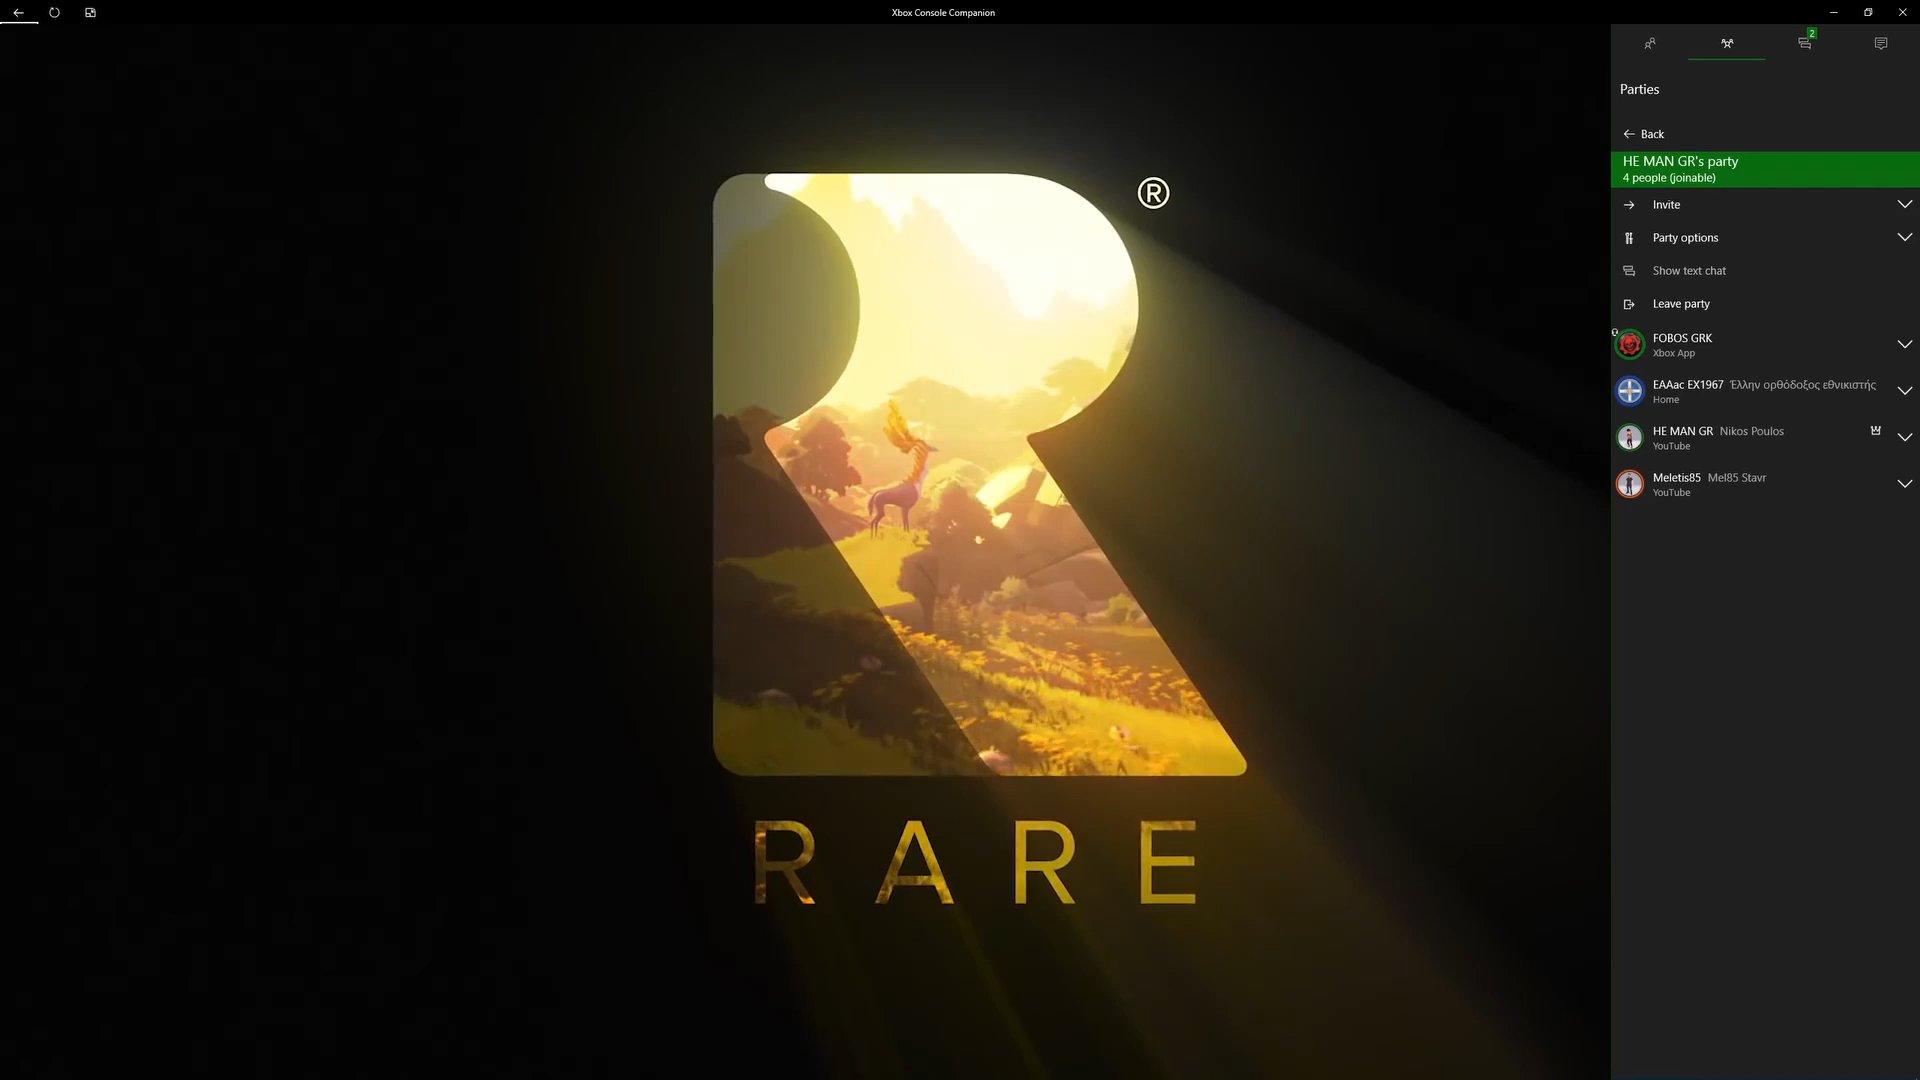 Xbox Console Companion
2
Parties
Back
HE MAN GR's party
4 people (joinable)
Invite
Party options
Show text chat
Leave party
FOBOS GRK
Xbox App
EAAac EX1967 Έλλην ορθόδοξος εθνικιστής
Home
HE MAN GR Nikos Poulos
YouTube
Meletis85 Mel85 Stavr
YouTube
®
RARE